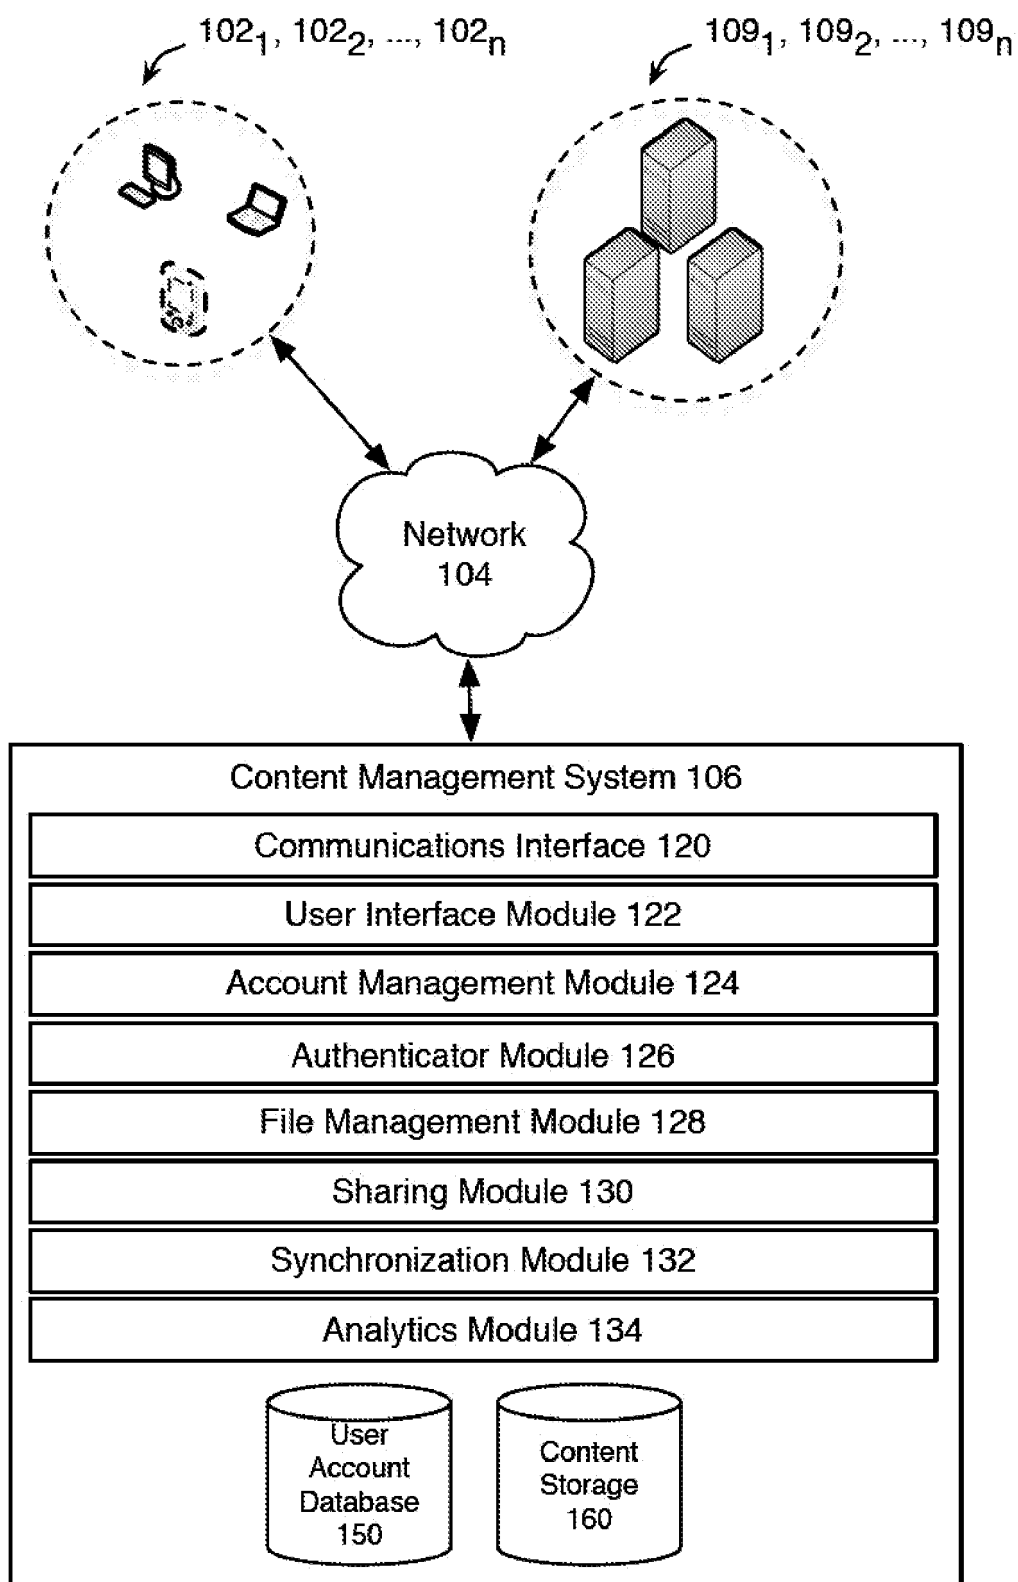 102₁, 102₂, ..., 102ₙ
109₁, 109₂, ..., 109ₙ
Network
104
Content Management System 106
Communications Interface 120
User Interface Module 122
Account Management Module 124
Authenticator Module 126
File Management Module 128
Sharing Module 130
Synchronization Module 132
Analytics Module 134
User
Account
Database
150
Content
Storage
160